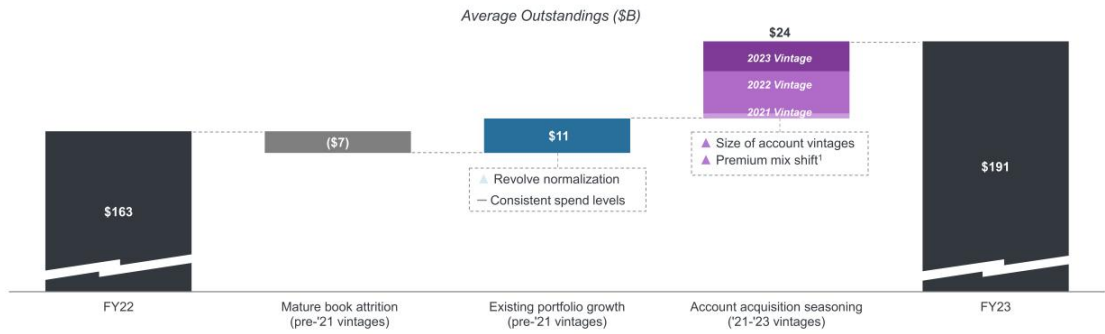 Average Outstandings ($B)
$24
2023 Vintage
2022 Vintage
2021 Vintage
($7)
$11
▲ Size of account vintages
▲ Premium mix shift¹
$191
▲ Revolve normalization
— Consistent spend levels
$163
FY22
Mature book attrition
(pre-'21 vintages)
Existing portfolio growth
(pre-'21 vintages)
Account acquisition seasoning
('21-'23 vintages)
FY23